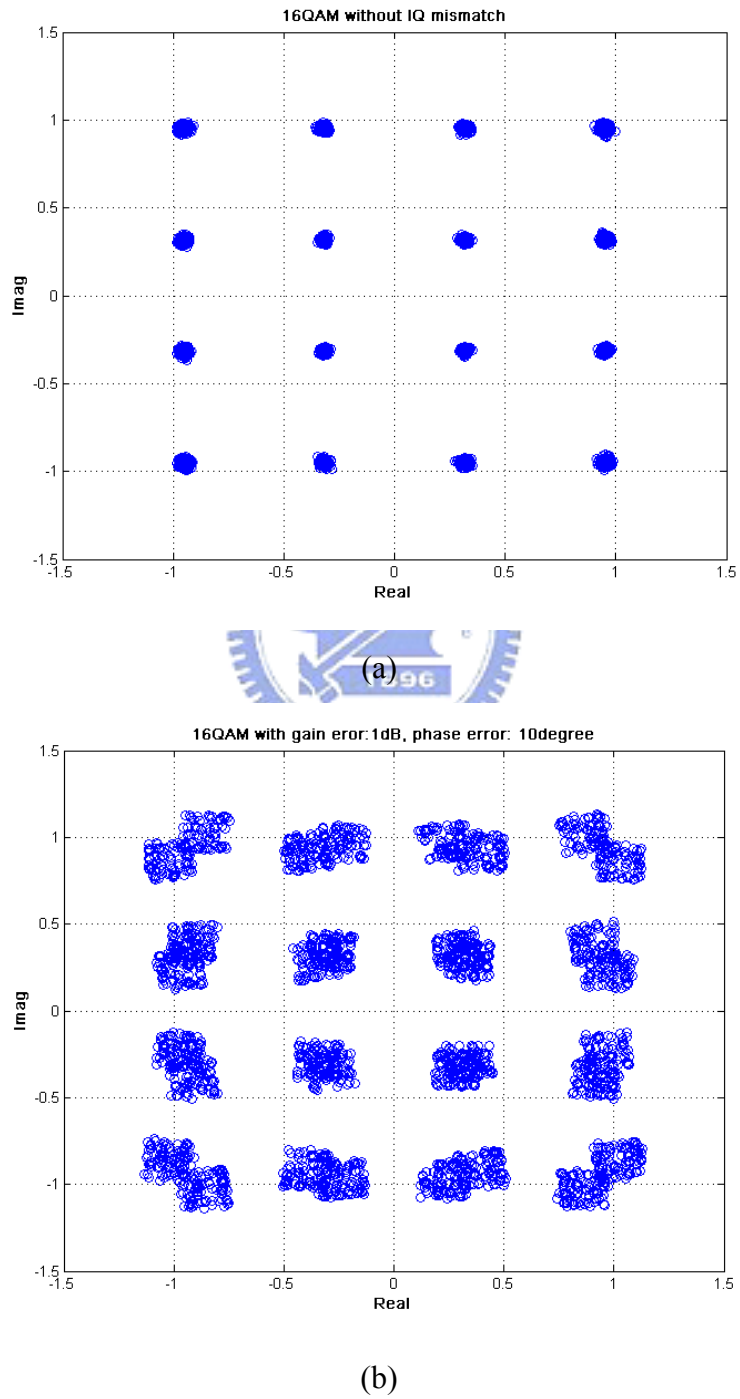 16QAM without IQ mismatch
1.5
1
0.5
0
-0.5
-1
-1.5
Imag
-1.5 -1 -0.5 0 0.5 1 1.5
Real
(a)
1896
16QAM with gain eror:1dB, phase error: 10degree
1.5
1
0.5
0
-0.5
-1
-1.5
Imag
-1.5 -1 -0.5 0 0.5 1 1.5
Real
(b)